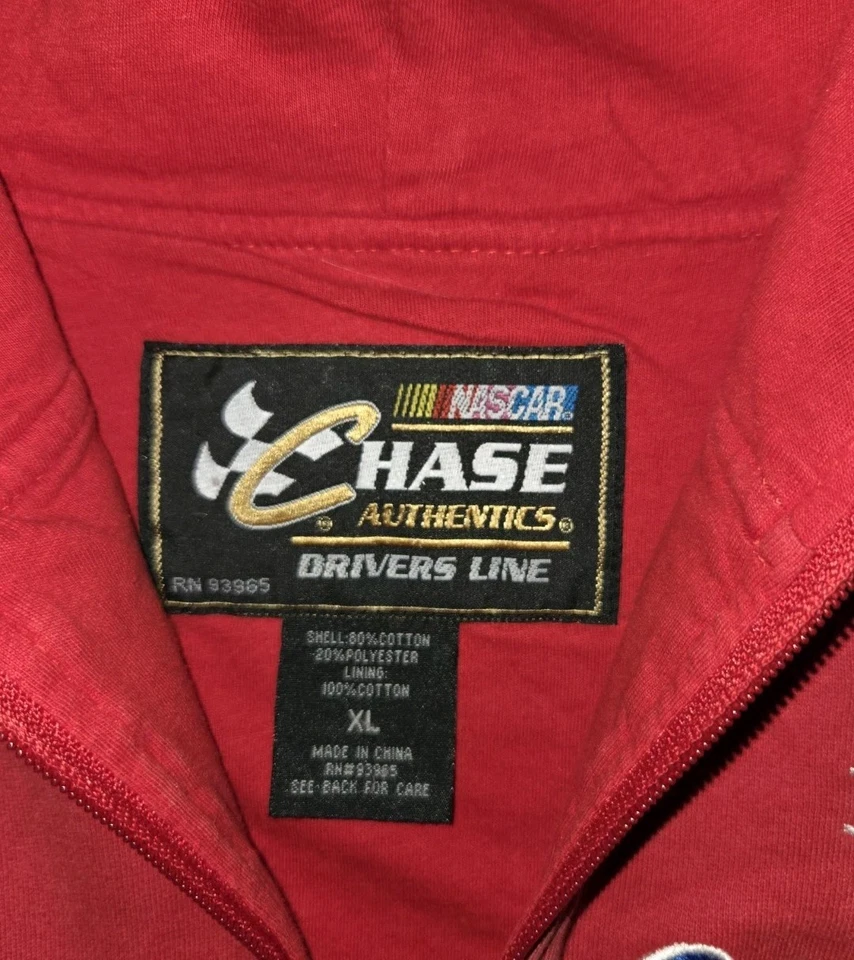 NASCAR®
CHASE
® AUTHENTICS®
DRIVERS LINE
RN 93965
SHELL:80%COTTON
20%POLYESTER
LINING:
100%COTTON
XL
MADE IN CHINA
RN#93965
SEE BACK FOR CARE